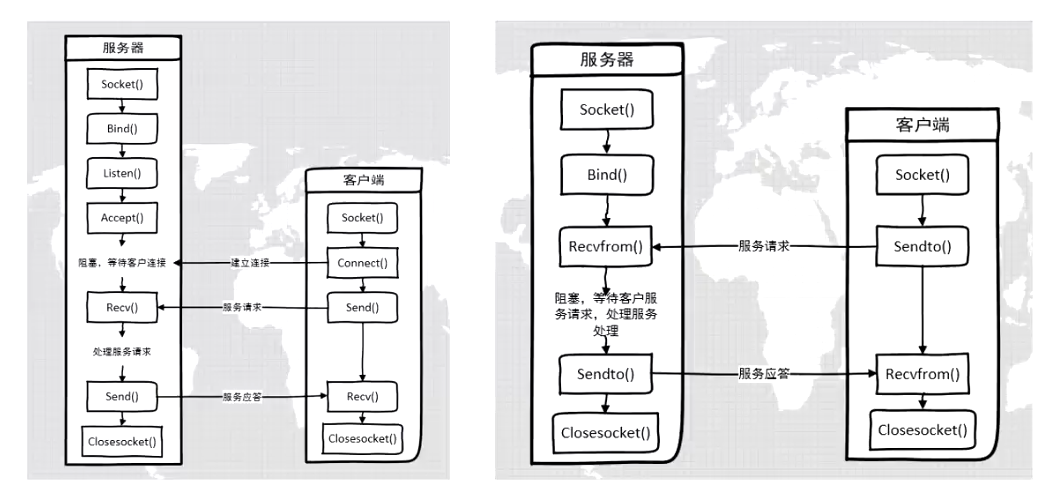 服务器
Socket()
Bind()
Listen()
Accept()
阻塞，等待客户连接
Recv()
处理服务请求
Send()
Closesocket()
建立连接
服务请求
服务应答
客户端
Socket()
Connect()
Send()
Recv()
Closesocket()
服务器
Socket()
Bind()
Recvfrom()
阻塞，等待客户服
务请求，处理服务
处理
Sendto()
Closesocket()
服务请求
服务应答
客户端
Socket()
Sendto()
Recvfrom()
Closesocket()